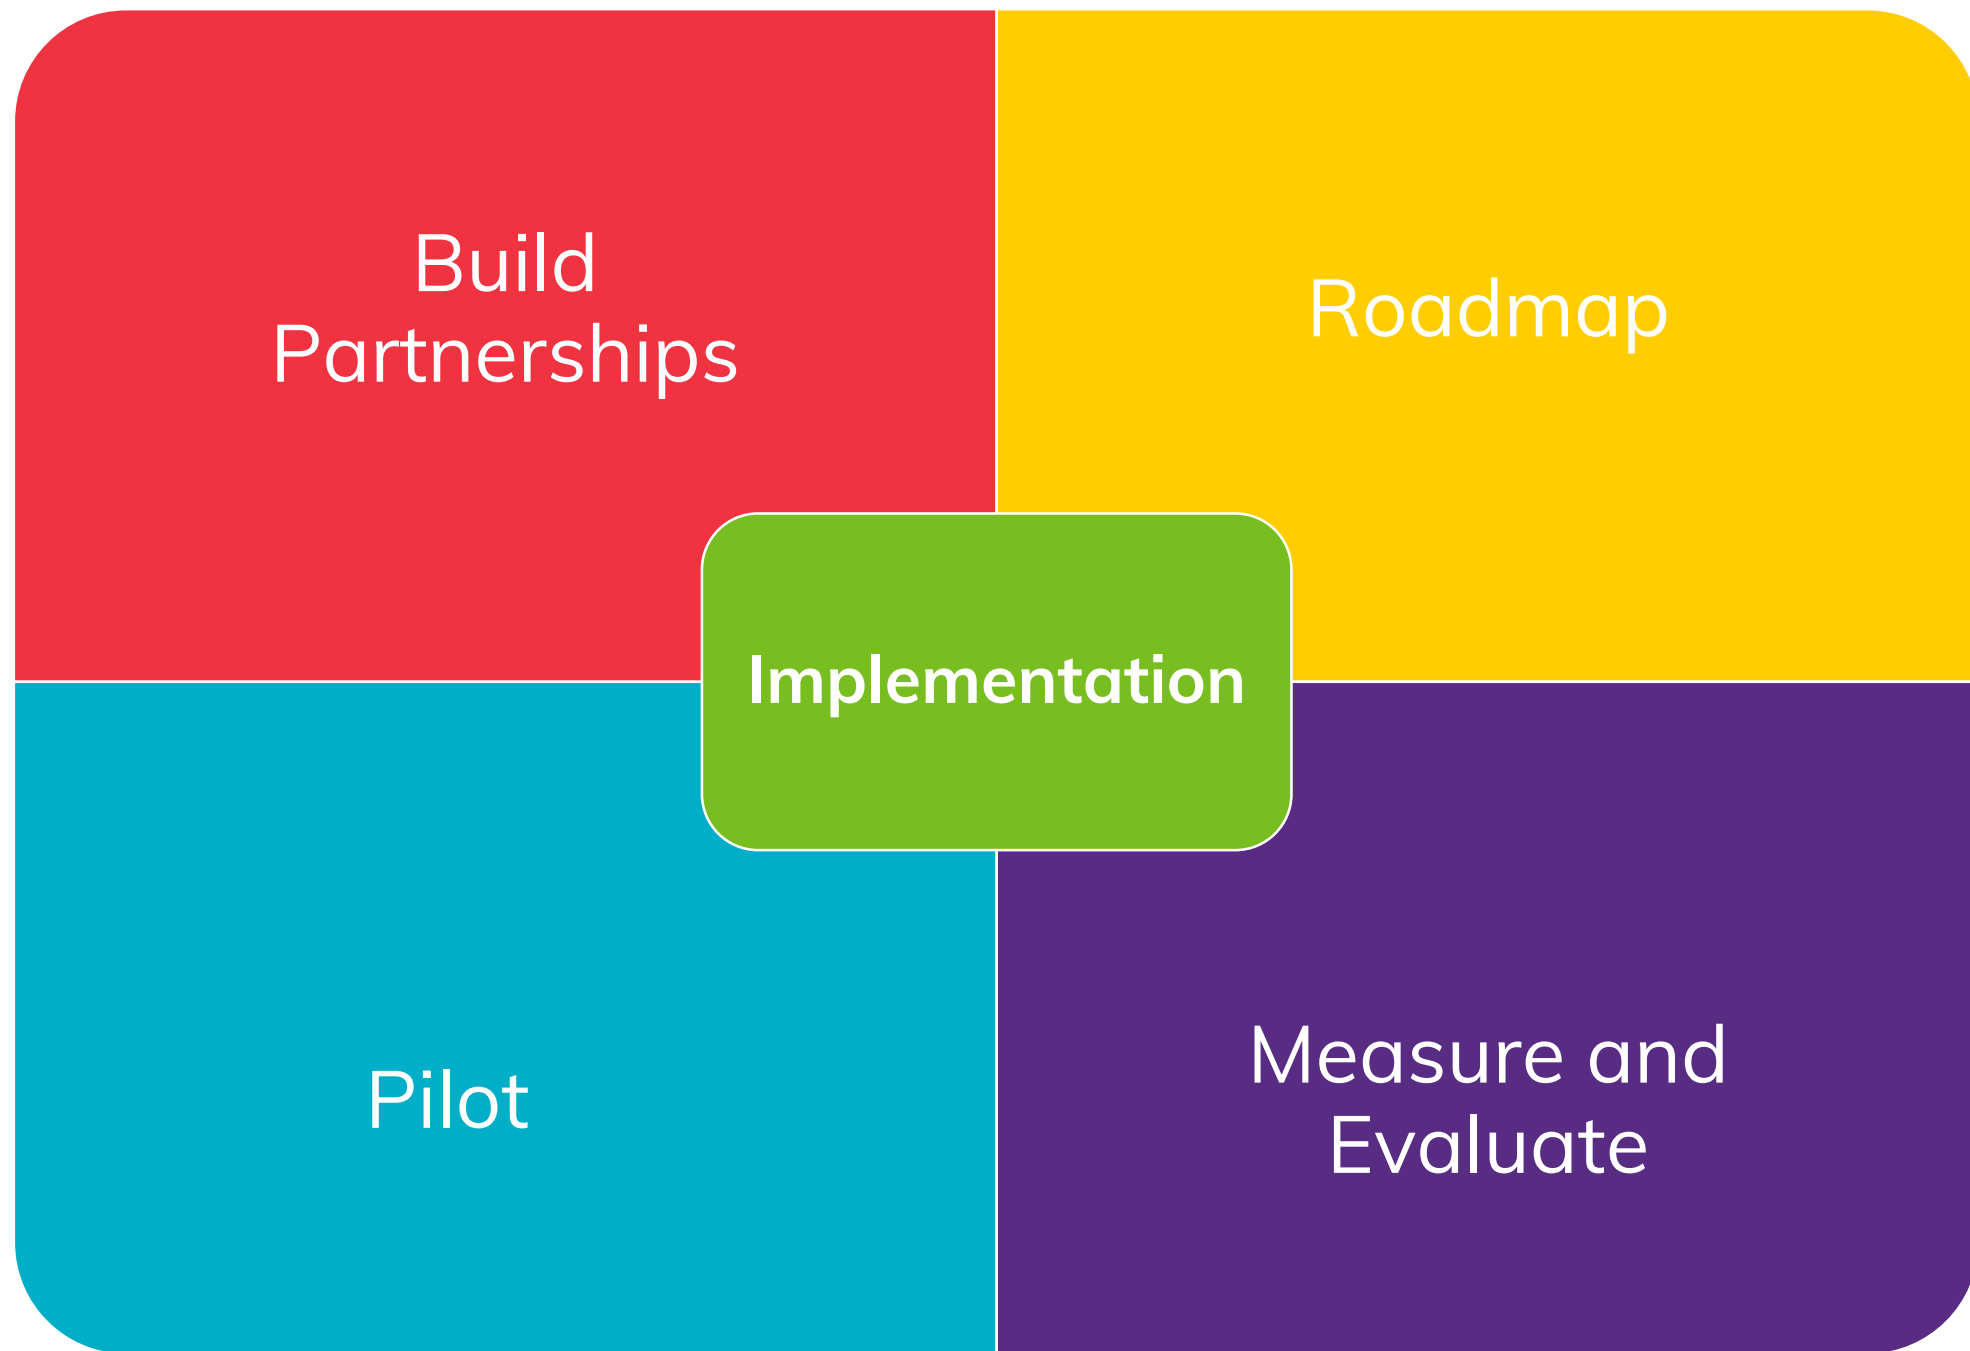 Build
Partnerships
Roadmap
Implementation
Pilot
Measure and
Evaluate